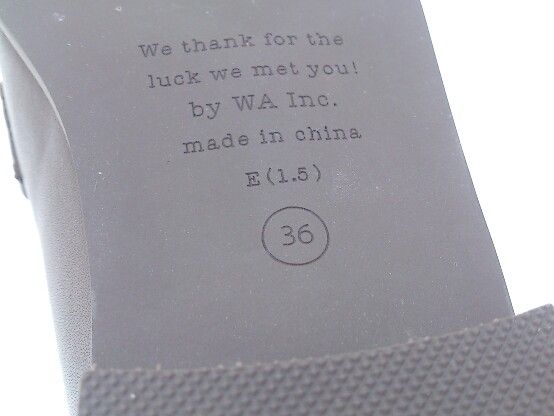 We thank for the
luck we met you!
by WA Inc.
made in china
E(1.5)
36